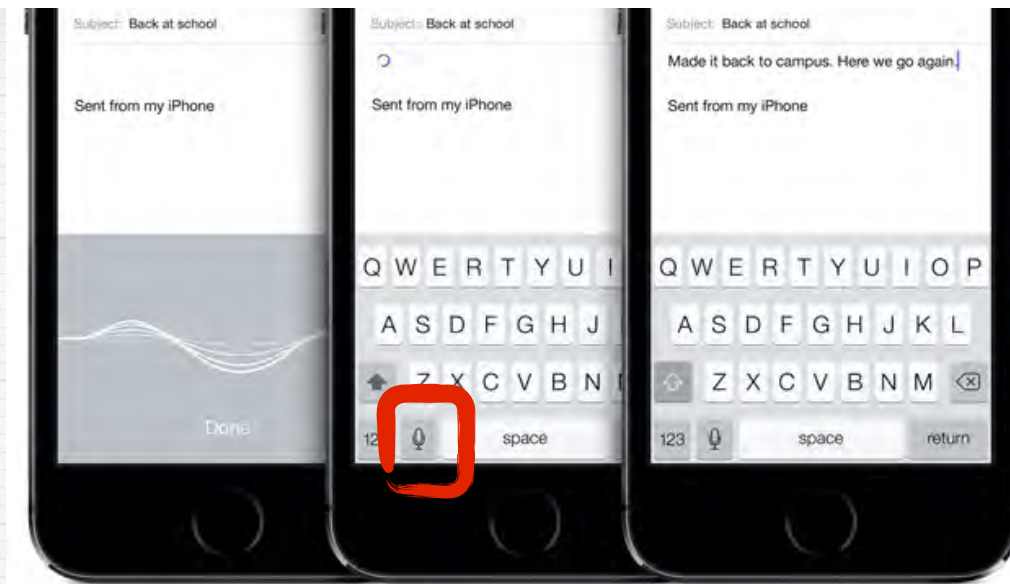 Subject: Back at school
Sent from my iPhone
Done
Subject: Back at school
Sent from my iPhone
Q W E R T Y U I
A S D F G H J
Z X C V B N
12 space
Subject: Back at school
Made it back to campus. Here we go again.
Sent from my iPhone
Q W E R T Y U I O P
A S D F G H J K L
Z X C V B N M
123 space return